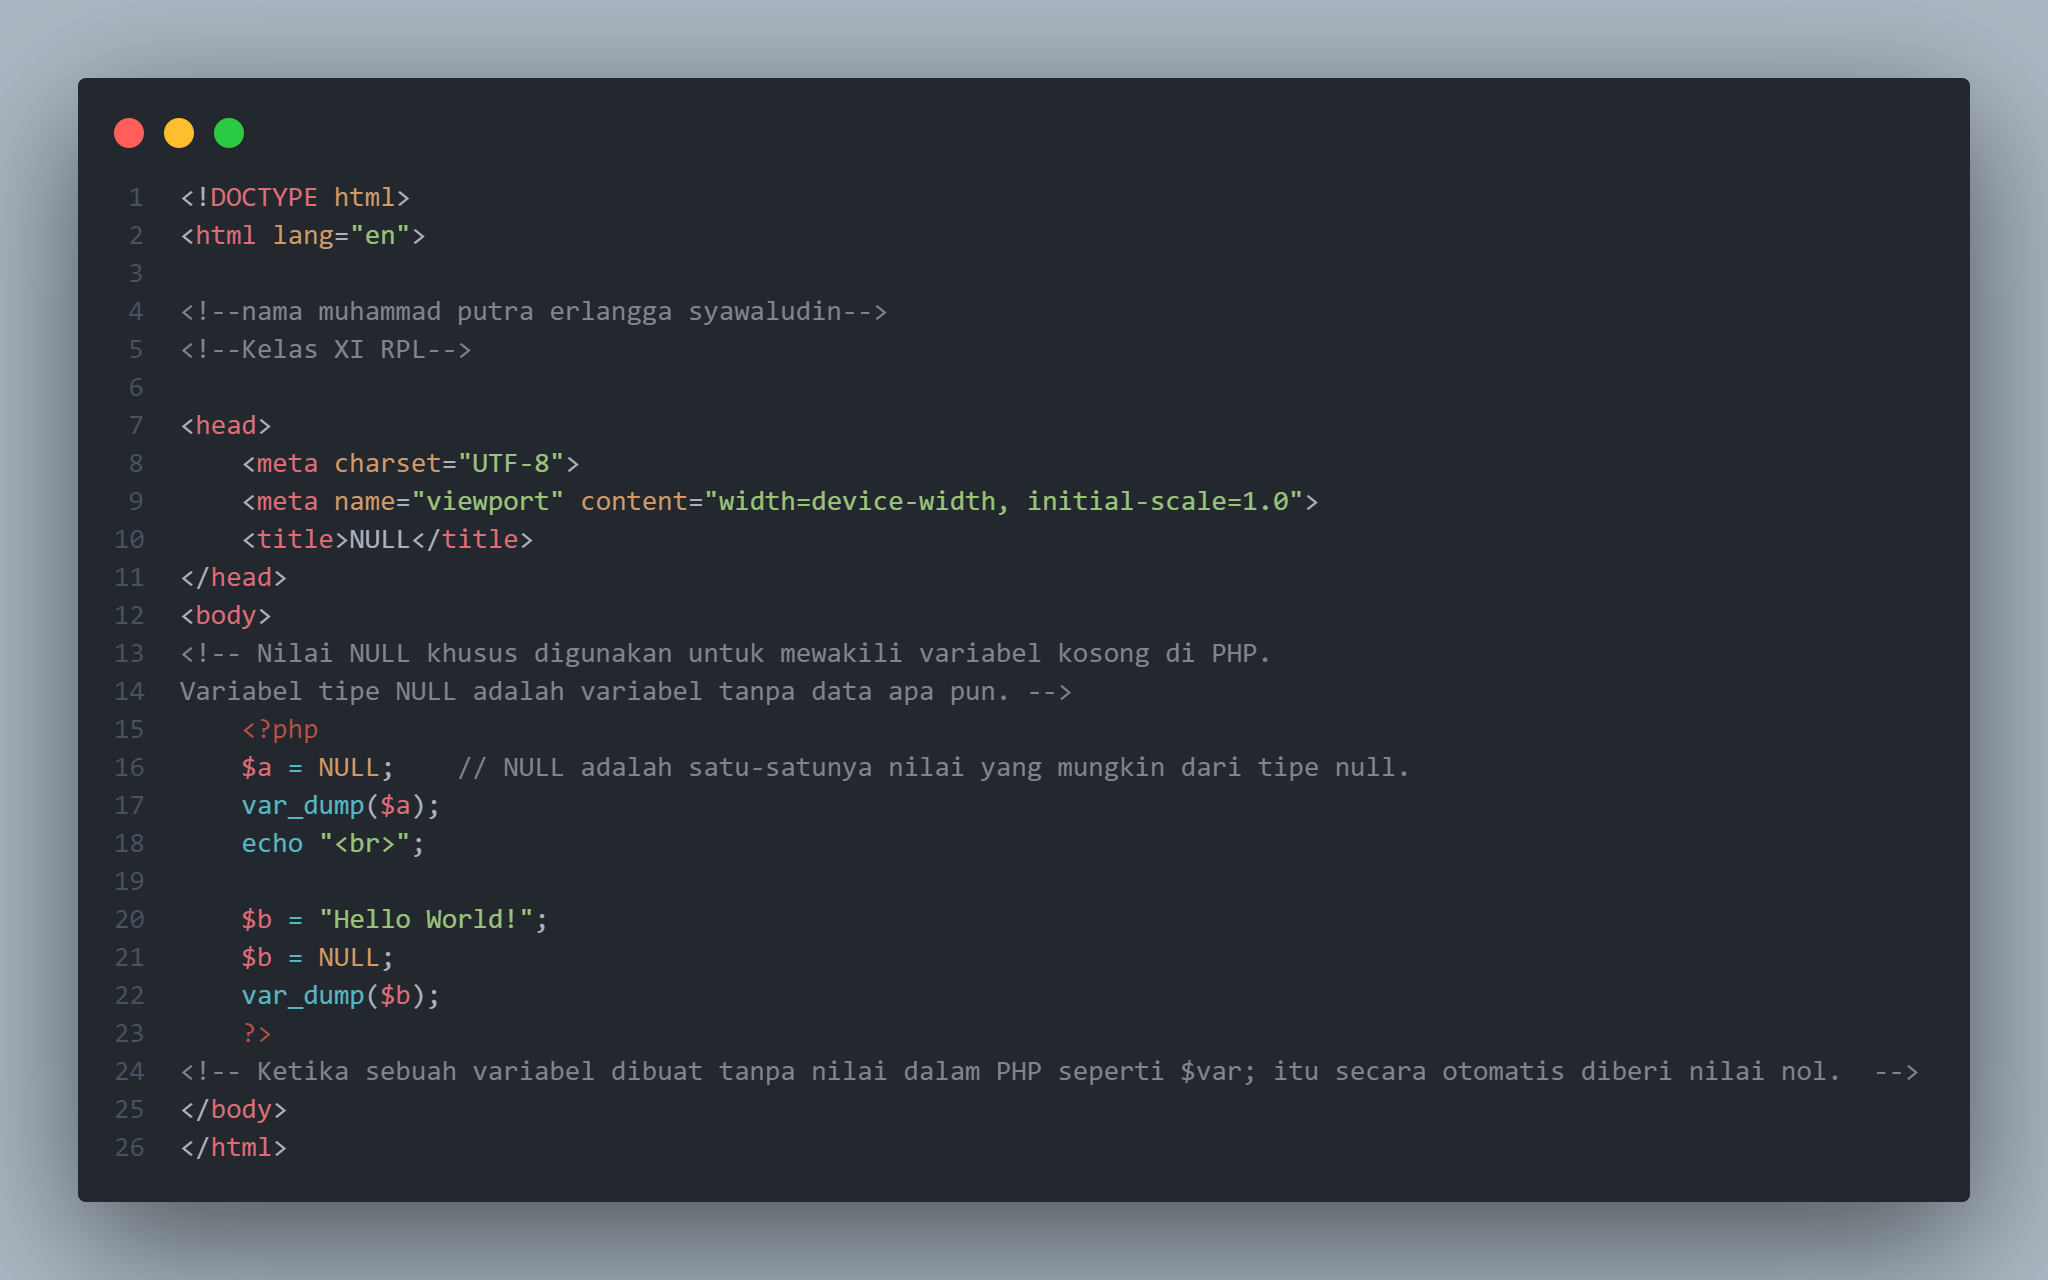 1 <!DOCTYPE html>
2 <html lang="en">
3
4 <!--nama muhammad putra erlangga syawaludin-->
5 <!--Kelas XI RPL-->
6
7 <head>
8     <meta charset="UTF-8">
9     <meta name="viewport" content="width=device-width, initial-scale=1.0">
10     <title>NULL</title>
11 </head>
12 <body>
13 <!-- Nilai NULL khusus digunakan untuk mewakili variabel kosong di PHP.
14 Variabel tipe NULL adalah variabel tanpa data apa pun. -->
15     <?php
16     $a = NULL;    // NULL adalah satu-satunya nilai yang mungkin dari tipe null.
17     var_dump($a);
18     echo "<br>";
19
20     $b = "Hello World!";
21     $b = NULL;
22     var_dump($b);
23     ?>
24 <!-- Ketika sebuah variabel dibuat tanpa nilai dalam PHP seperti $var; itu secara otomatis diberi nilai nol.  -->
25 </body>
26 </html>